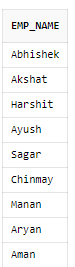 EMP_NAME
Abhishek
Akshat
Harshit
Ayush
Sagar
Chinmay
Manan
Aryan
Aman